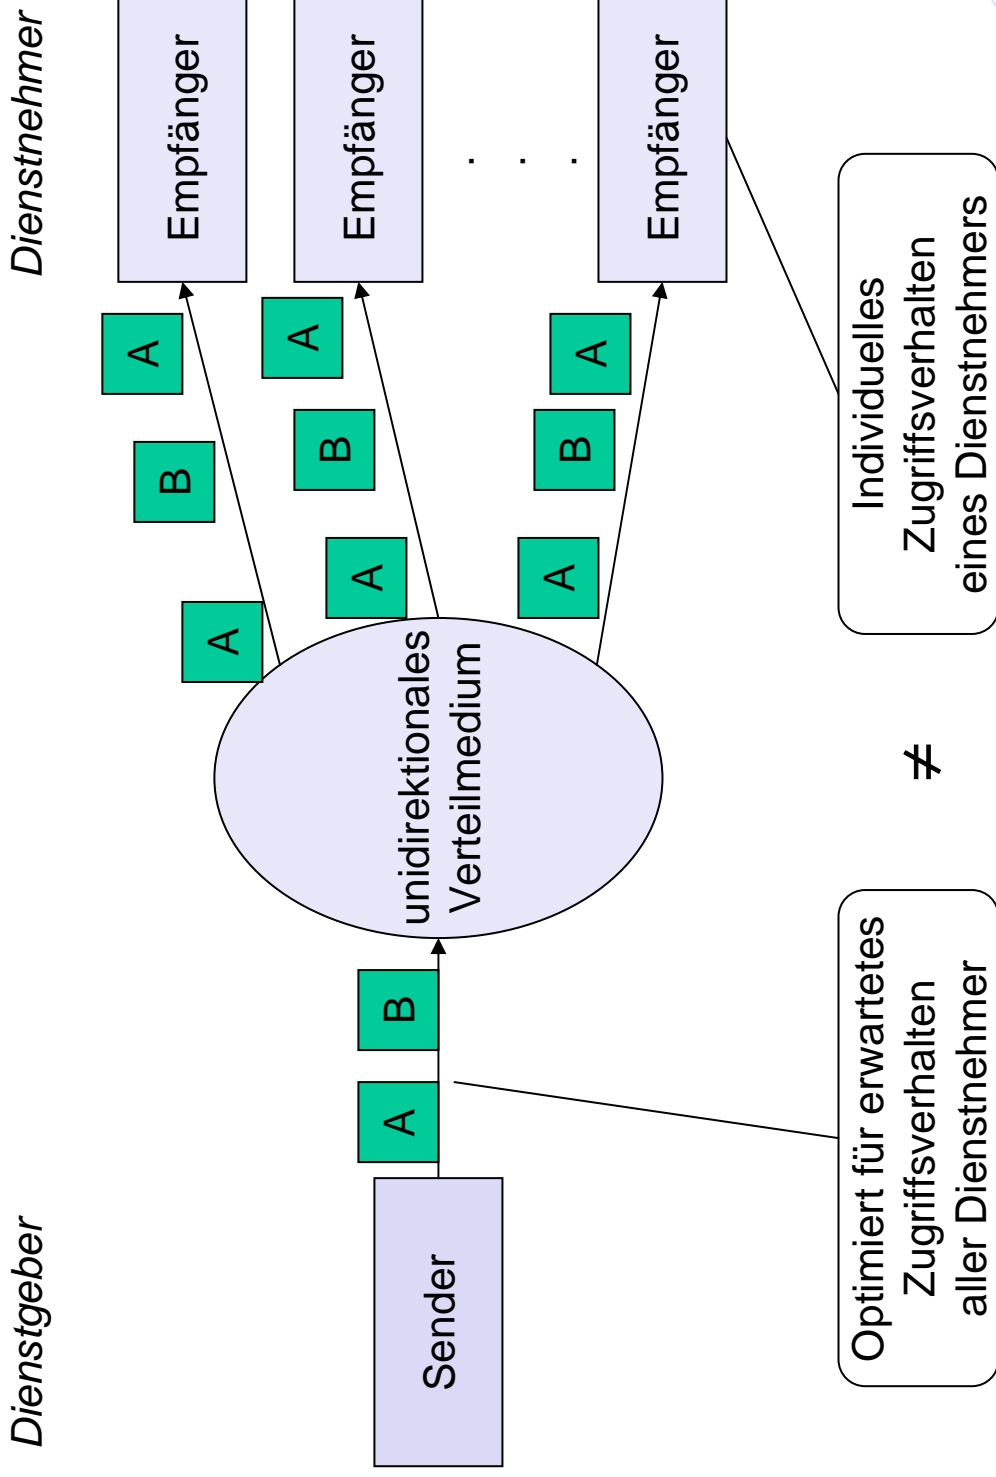 Dienstgeber
Dienstnehmer
Sender
A
B
unidirektionales
Verteilmedium
A
B
A
Empfänger
A
B
A
Empfänger
. . .
A
B
A
Empfänger
Optimiert für erwartetes
Zugriffsverhalten
aller Dienstnehmer
≠
Individuelles
Zugriffsverhalten
eines Dienstnehmers